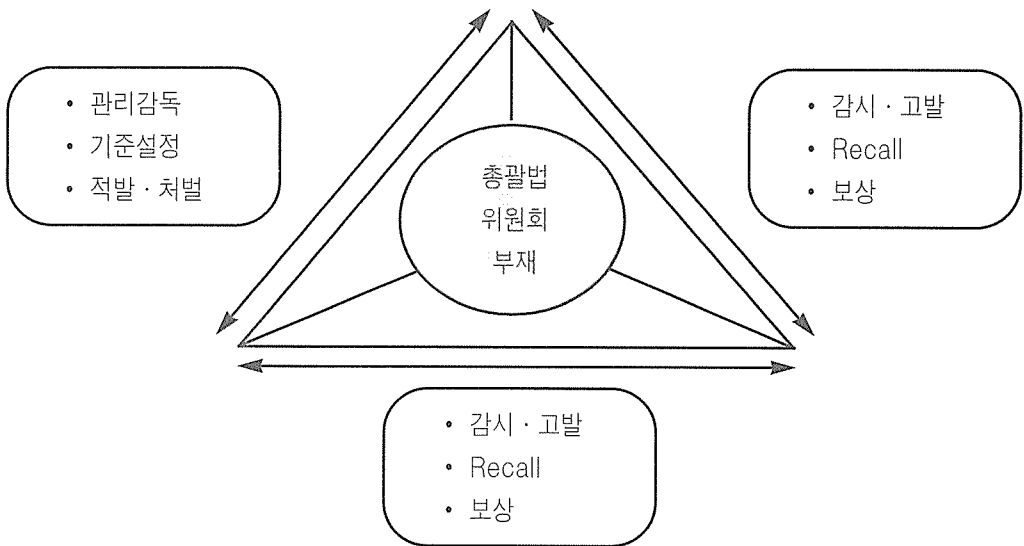 • 관리감독
• 기준설정
• 적발 · 처벌
• 감시 · 고발
• Recall
• 보상
총괄법
위원회
부재
• 감시 · 고발
• Recall
• 보상